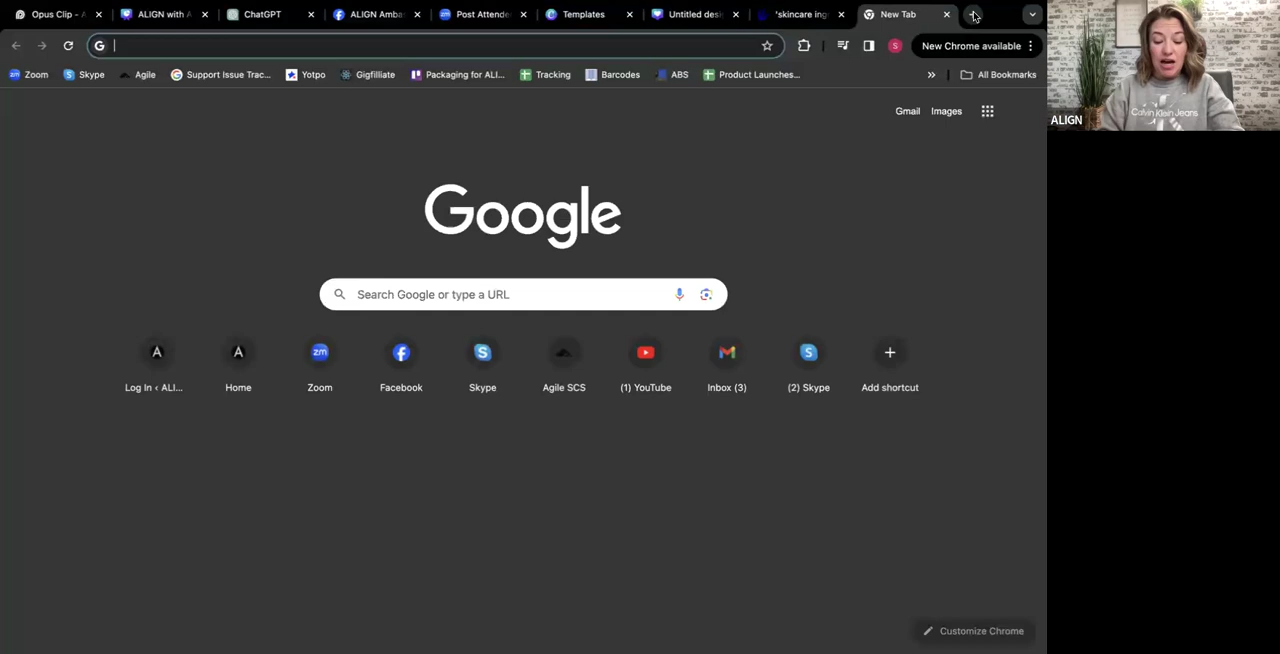 Opus Clip - A
ALIGN with A
ChatGPT
ALIGN Amba
Post Attende
Templates
Untitled desi
'skincare ing
New Tab
G
S
New Chrome available
Zoom
Skype
Agile
Support Issue Trac...
Yotpo
Gigfilliate
Packaging for ALI...
Tracking
Barcodes
ABS
Product Launches...
»
All Bookmarks
Calvin Klein Jeans
ALIGN
Gmail
Images
Google
Search Google or type a URL
A
A
zm
Log In ‹ ALI...
Home
Zoom
Facebook
Skype
Agile SCS
(1) YouTube
Inbox (3)
(2) Skype
Add shortcut
Customize Chrome